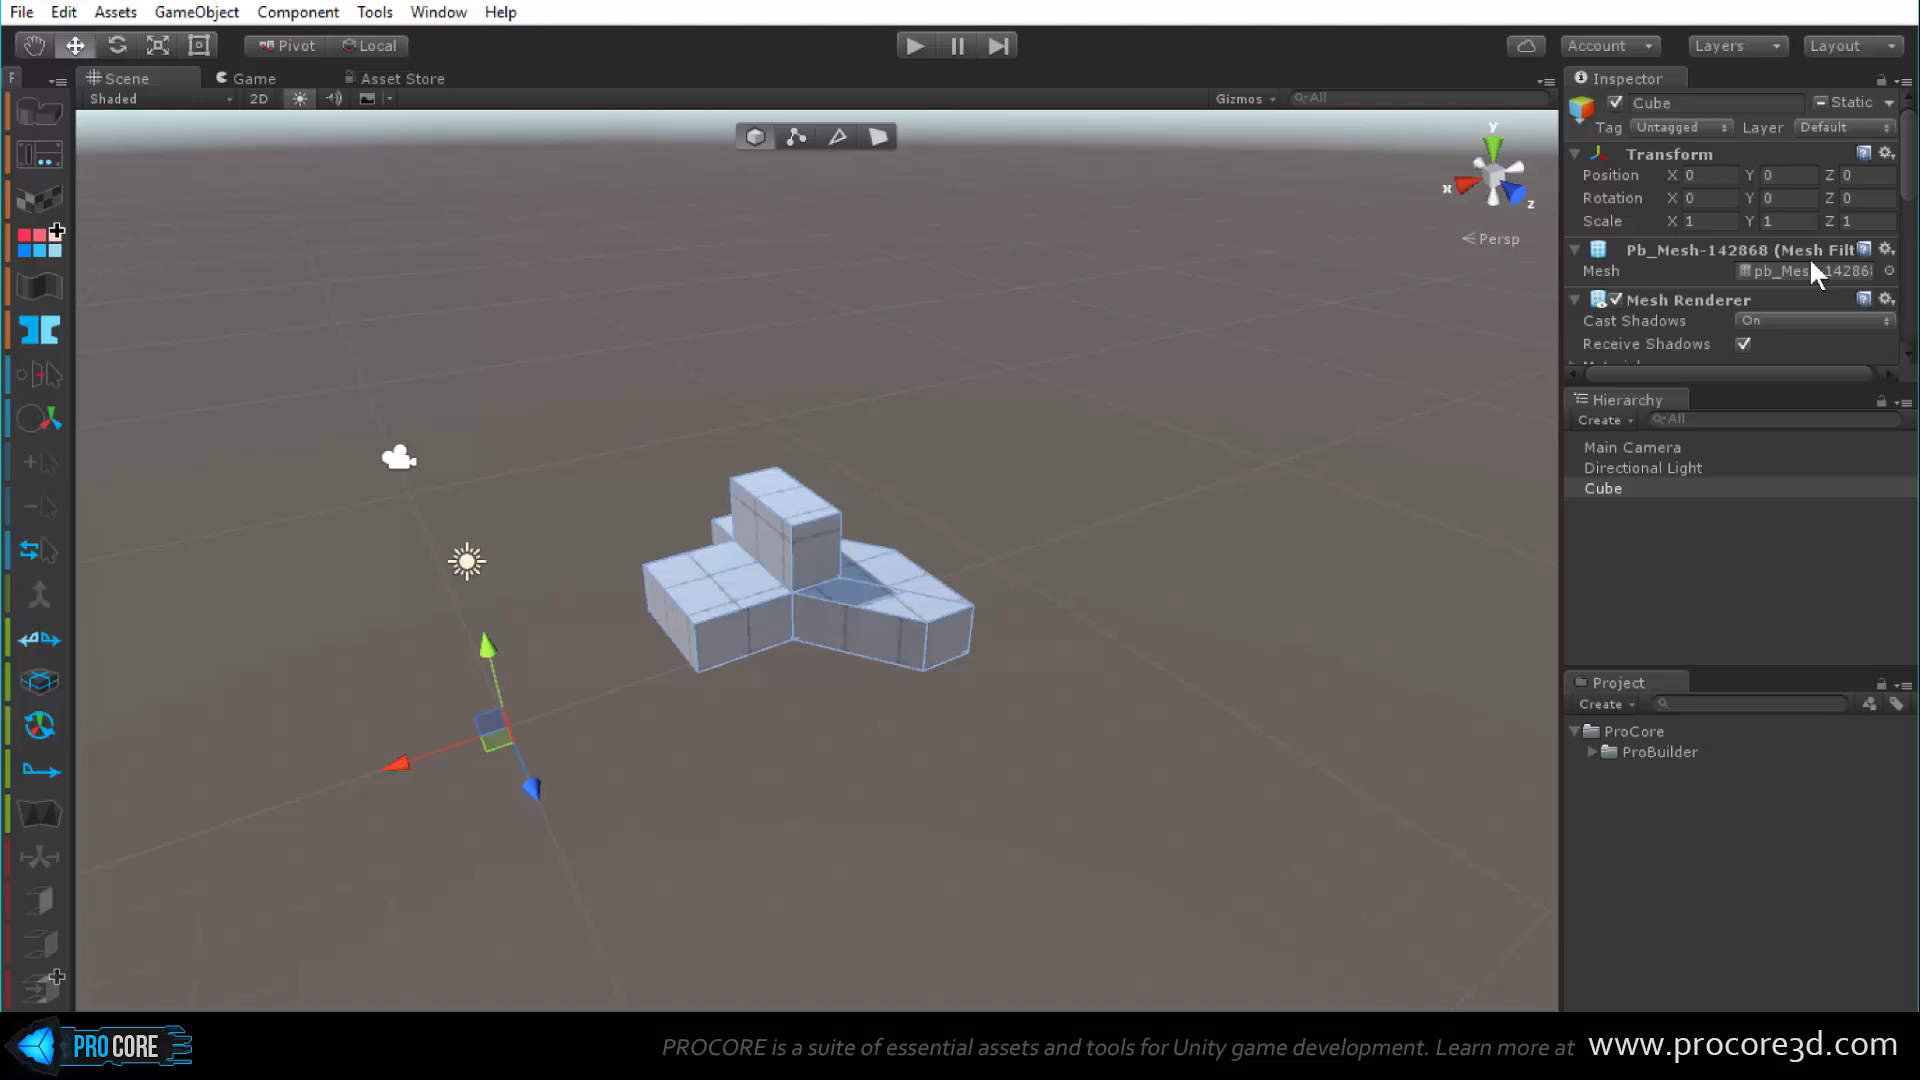 File Edit Assets GameObject Component Tools Window Help
Pivot Local
Account Layers Layout
Scene Game Asset Store
Inspector
Shaded 2D Gizmos All
Cube Static
Tag Untagged Layer Default
Transform
Position X 0 Y 0 Z 0
Rotation X 0 Y 0 Z 0
Scale X 1 Y 1 Z 1
y
x
z
Persp
Pb_Mesh-142868 (Mesh Filt
Mesh
Mesh Renderer
Cast Shadows On
Receive Shadows
Hierarchy
Create All
Main Camera
Directional Light
Cube
Project
Create
ProCore
ProBuilder
PROCORE
PROCORE is a suite of essential assets and tools for Unity game development. Learn more at www.procore3d.com